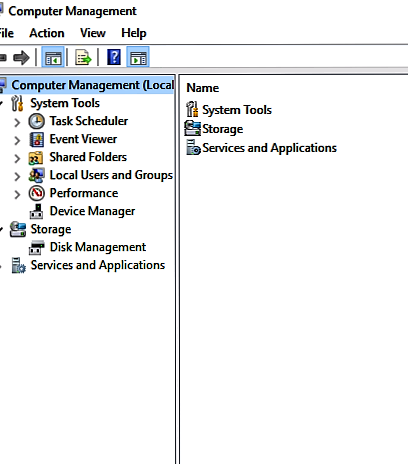 Computer Management
File Action View Help
Computer Management (Local
Name
System Tools
Task Scheduler
Event Viewer
Shared Folders
Local Users and Groups
Performance
Device Manager
Storage
Disk Management
Services and Applications
System Tools
Storage
Services and Applications